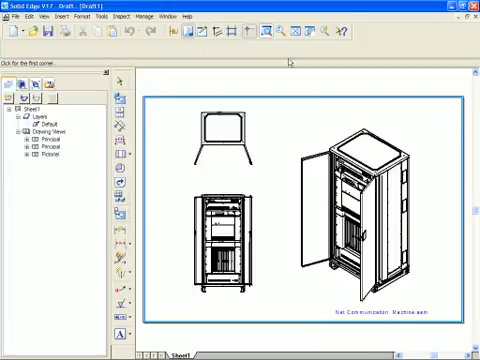 Solid Edge V17 - Draft - [Draft1]
File Edit View Insert Format Tools Inspect Manage Window Help
Click for the first corner.
Sheet1
Layers
Default
Drawing Views
Principal
Principal
Pictorial
Net Communication Machine.asm
Sheet1